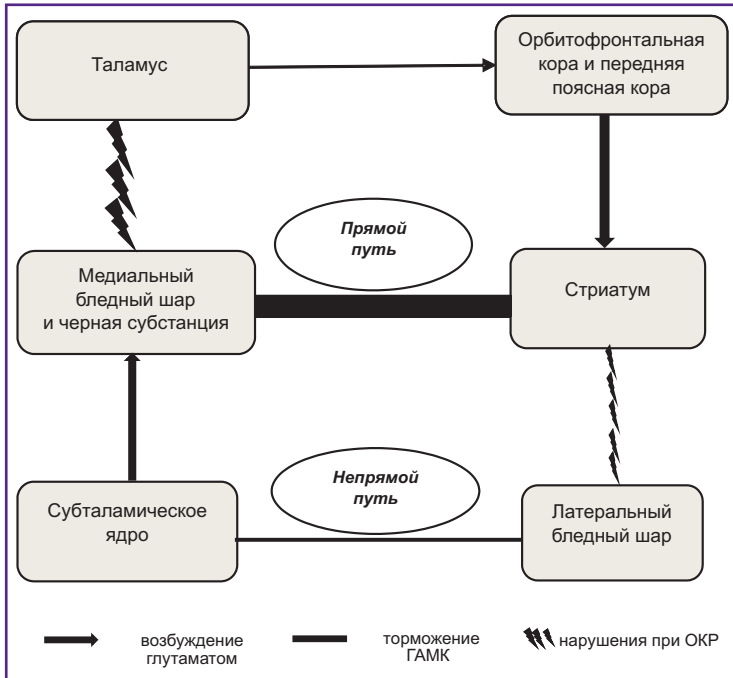 Таламус
Орбитофронтальная
кора и передняя
поясная кора
Прямой
путь
Медиальный
бледный шар
и черная субстанция
Стриатум
Непрямой
путь
Субталамическое
ядро
Латеральный
бледный шар
возбуждение
глутаматом
торможение
ГАМК
нарушения при ОКР